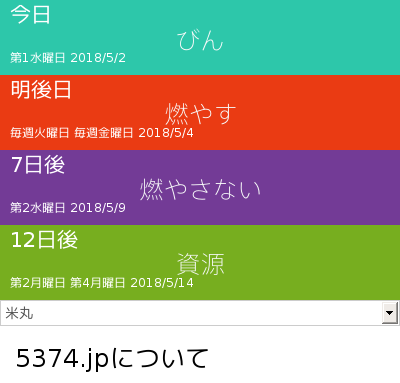 今日
びん
第1水曜日 2018/5/2
明後日
燃やす
毎週火曜日 毎週金曜日 2018/5/4
7日後
燃やさない
第2水曜日 2018/5/9
12日後
資源
第2月曜日 第4月曜日 2018/5/14
米丸
5374.jpについて